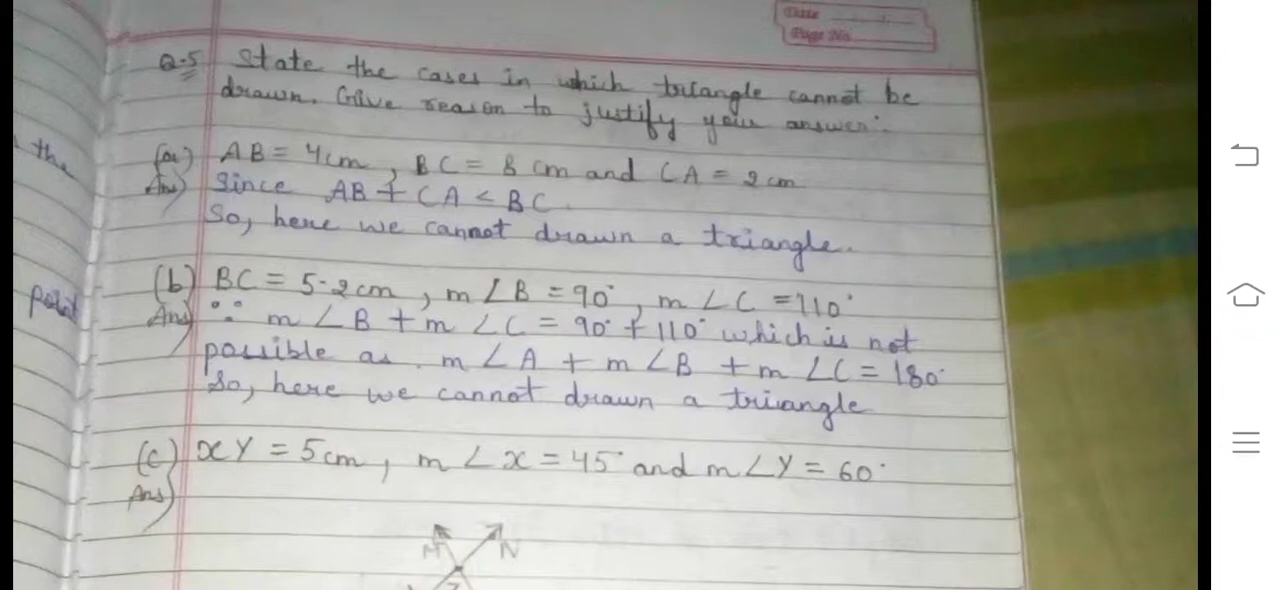 Date
Page No.
Q.5 State the cases in which triangle cannot be
drawn. Give reason to justify your answer.
(a) AB = 4cm, BC = 8 cm and CA = 2 cm
Ans) Since AB + CA < BC.
So, here we cannot drawn a triangle.
(b) BC = 5.2cm, m∠B = 90°, m∠C = 110°
Ans) ∵ m∠B + m∠C = 90° + 110° which is not
possible as m∠A + m∠B + m∠C = 180°
So, here we cannot drawn a triangle
(c) XY = 5cm, m∠x = 45° and m∠Y = 60°
Ans)
M N
Z
the
point